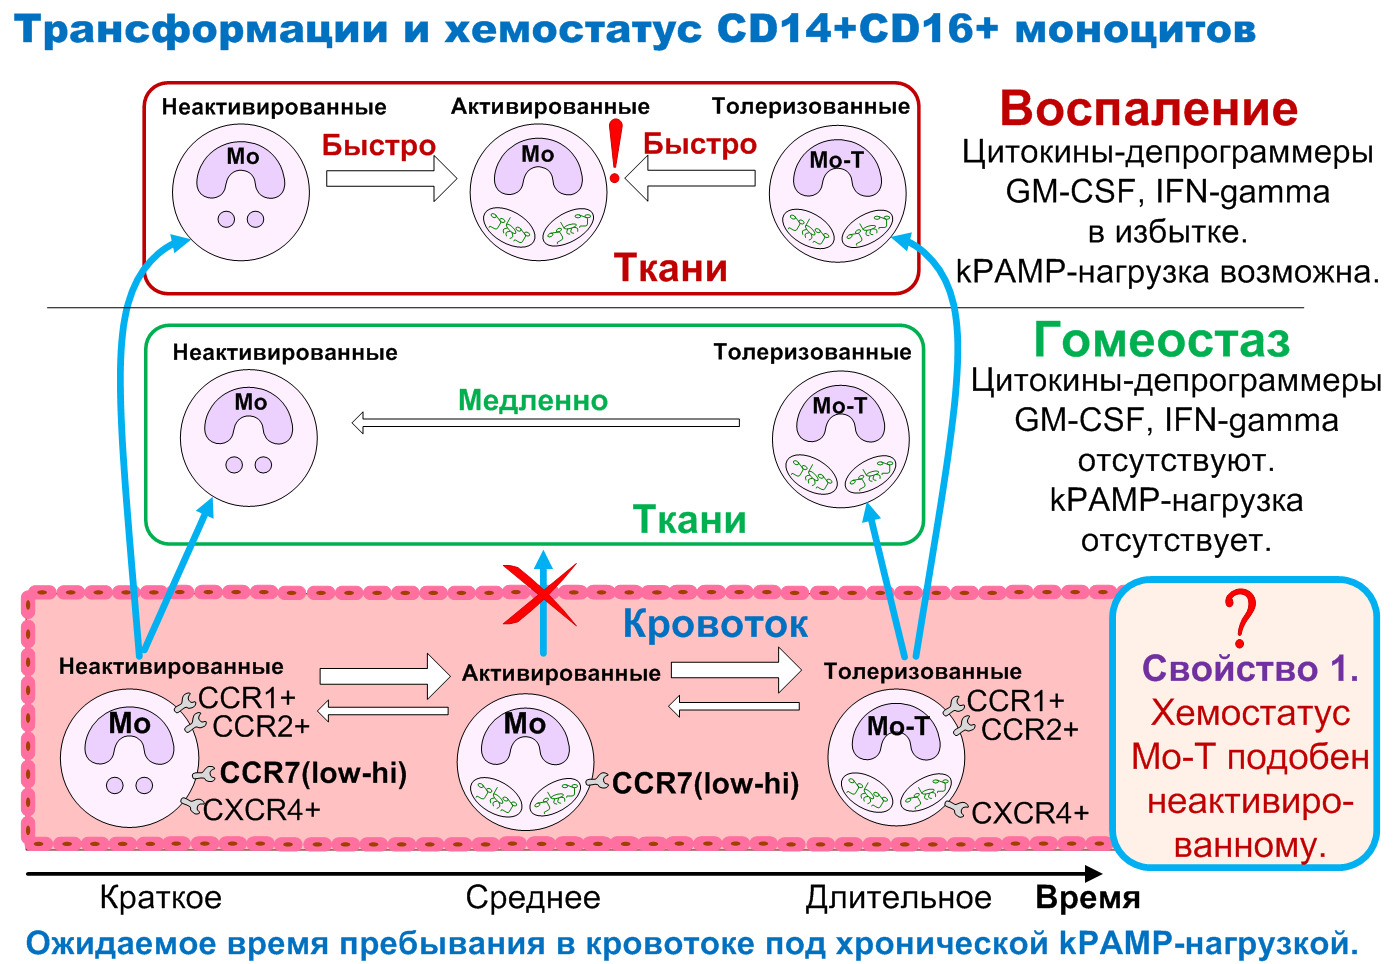 Трансформации и хемостатус CD14+CD16+ моноцитов
Неактивированные
Активированные
Толеризованные
Mo
Быстро
Mo
!
Быстро
Mo-T
Ткани
Воспаление
Цитокины-депрограммеры
GM-CSF, IFN-gamma
в избытке.
kPAMP-нагрузка возможна.
Неактивированные
Толеризованные
Mo
Медленно
Mo-T
Ткани
Гомеостаз
Цитокины-депрограммеры
GM-CSF, IFN-gamma
отсутствуют.
kPAMP-нагрузка
отсутствует.
Кровоток
Неактивированные
Активированные
Толеризованные
Mo
CCR1+
CCR2+
CCR7(low-hi)
CXCR4+
Mo
CCR7(low-hi)
Mo-T
CCR1+
CCR2+
CXCR4+
?
Свойство 1.
Хемостатус
Mo-T подобен
неактивиро-
ванному.
Краткое
Среднее
Длительное
Время
Ожидаемое время пребывания в кровотоке под хронической kPAMP-нагрузкой.